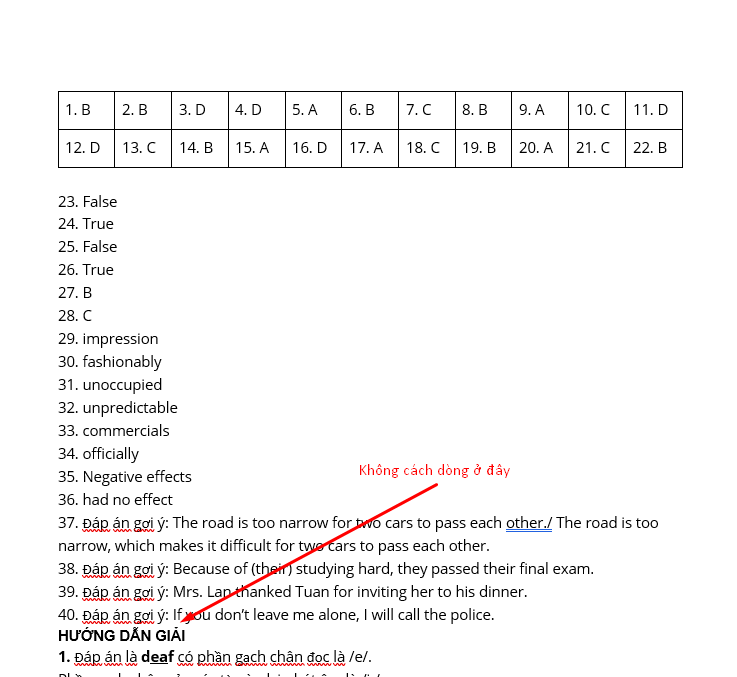 1. B 2. B 3. D 4. D 5. A 6. B 7. C 8. B 9. A 10. C 11. D
12. D 13. C 14. B 15. A 16. D 17. A 18. C 19. B 20. A 21. C 22. B
23. False
24. True
25. False
26. True
27. B
28. C
29. impression
30. fashionably
31. unoccupied
32. unpredictable
33. commercials
34. officially
35. Negative effects
Không cách dòng ở đây
36. had no effect
37. Đáp án gợi ý: The road is too narrow for two cars to pass each other./ The road is too
narrow, which makes it difficult for two cars to pass each other.
38. Đáp án gợi ý: Because of (their) studying hard, they passed their final exam.
39. Đáp án gợi ý: Mrs. Lan thanked Tuan for inviting her to his dinner.
40. Đáp án gợi ý: If you don’t leave me alone, I will call the police.
HƯỚNG DẪN GIẢI
1. Đáp án là deaf có phần gạch chân đọc là /e/.